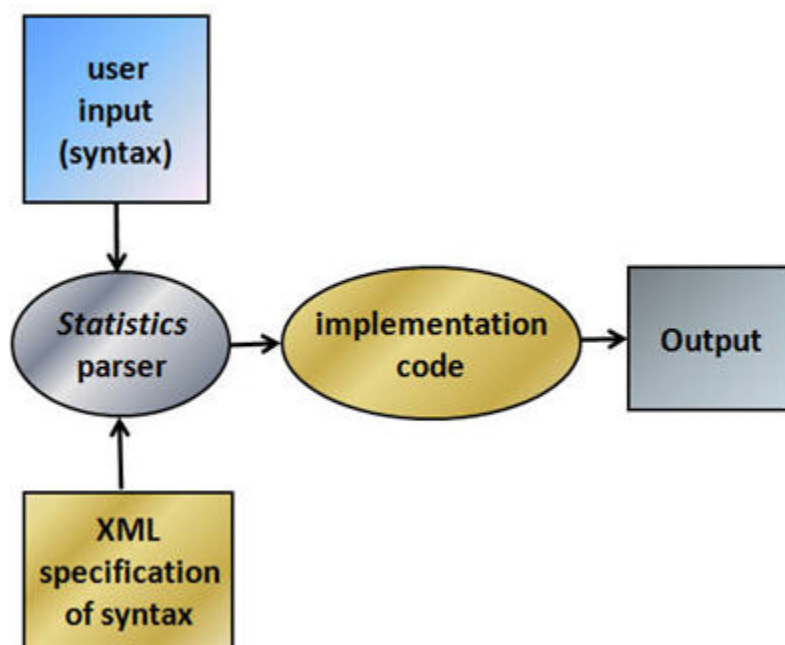 user
input
(syntax)
Statistics
parser
implementation
code
Output
XML
specification
of syntax